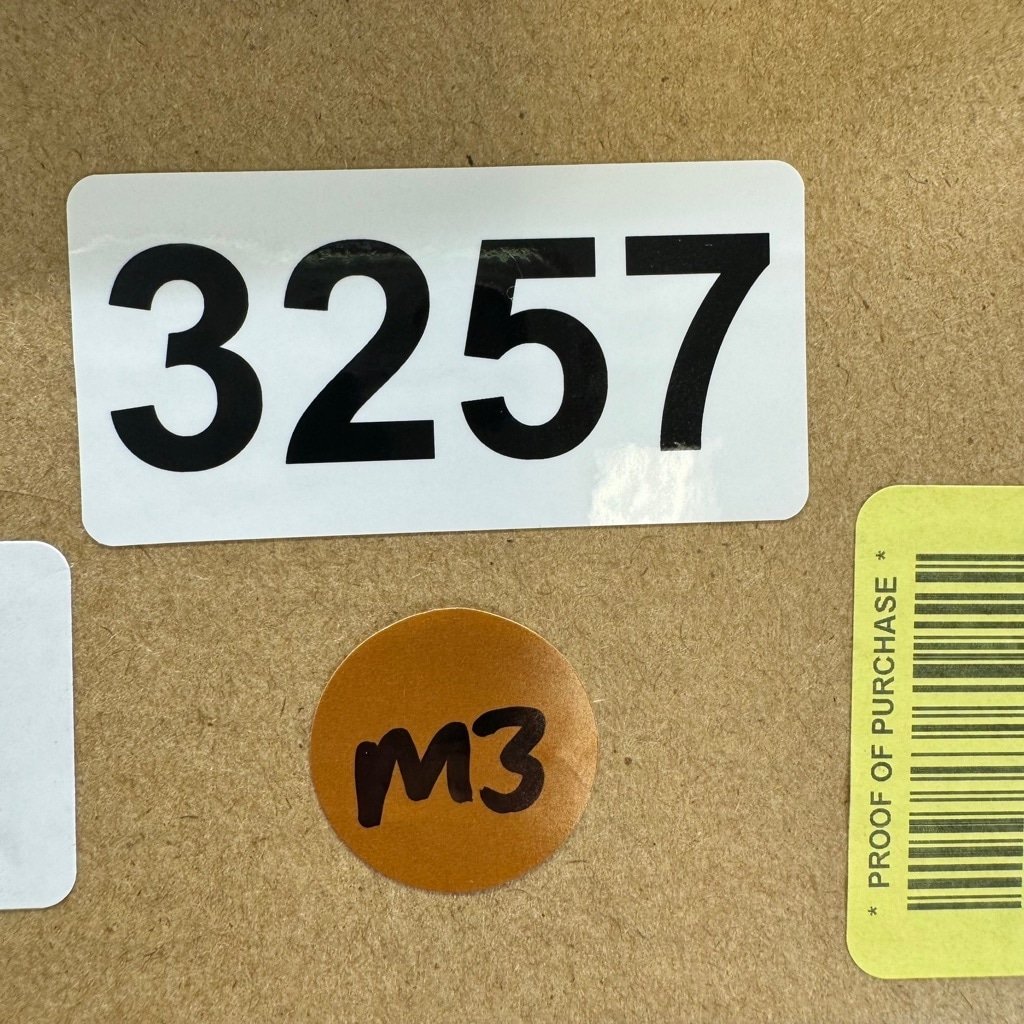 3257
M3
* PROOF OF PURCHASE *